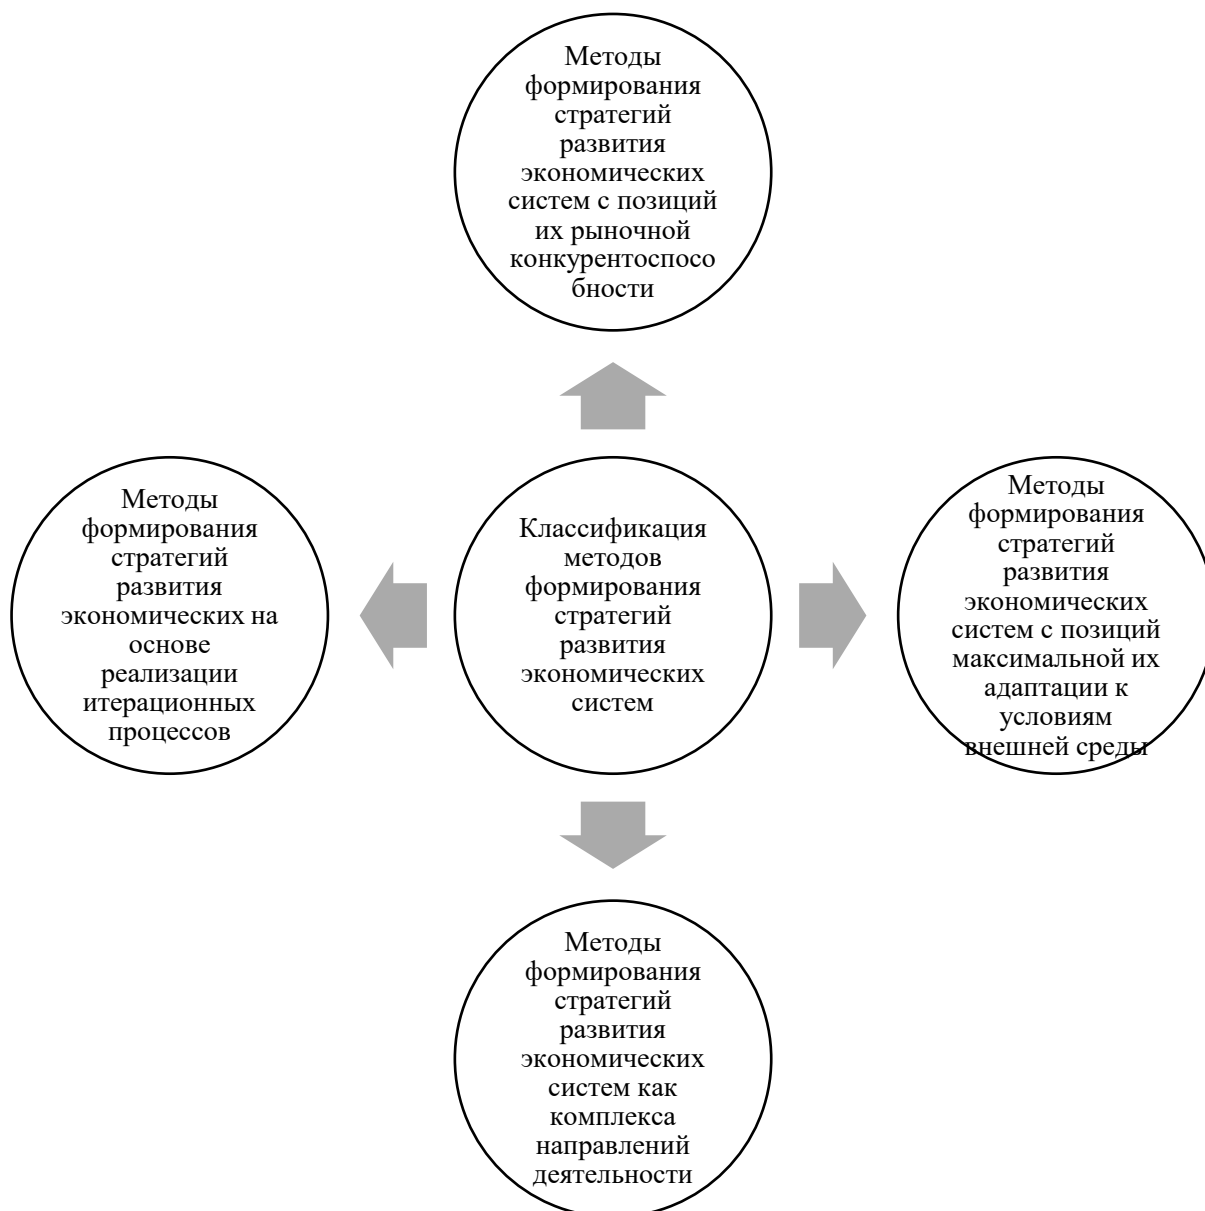 Методы
формирования
стратегий
развития
экономических
систем с позиций
их рыночной
конкурентоспосо
бности
Методы
формирования
стратегий
развития
экономических на
основе
реализации
итерационных
процессов
Классификация
методов
формирования
стратегий
развития
экономических
систем
Методы
формирования
стратегий
развития
экономических
систем с позиций
максимальной их
адаптации к
условиям
внешней среды
Методы
формирования
стратегий
развития
экономических
систем как
комплекса
направлений
деятельности